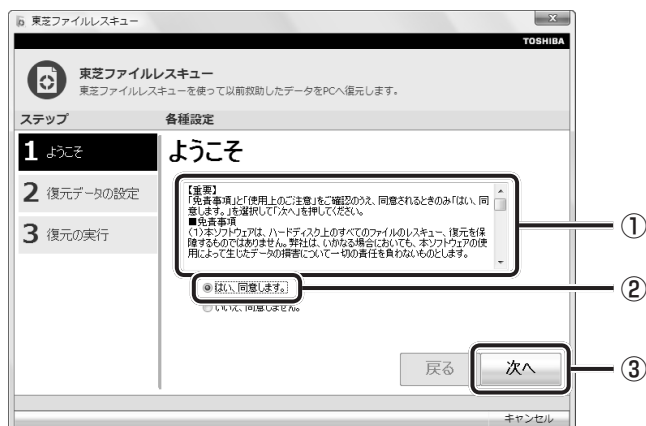 東芝ファイルレスキュー
TOSHIBA
東芝ファイルレスキュー
東芝ファイルレスキューを使って以前救助したデータをPCへ復元します。
ステップ 各種設定
1 ようこそ
2 復元データの設定
3 復元の実行
ようこそ
【重要】
「免責事項」と「使用上のご注意」をご確認のうえ、同意されるときのみ「はい、同
意します。」を選択して「次へ」を押してください。
■免責事項
(1)本ソフトウェアは、ハードディスク上のすべてのファイルのレスキュー、復元を保
障するものではありません。弊社は、いかなる場合においても、本ソフトウェアの使
用によって生じたデータの損害について一切の責任を負わないものとします。
①
はい、同意します。
②
いいえ、同意しません。
戻る 次へ
③
キャンセル